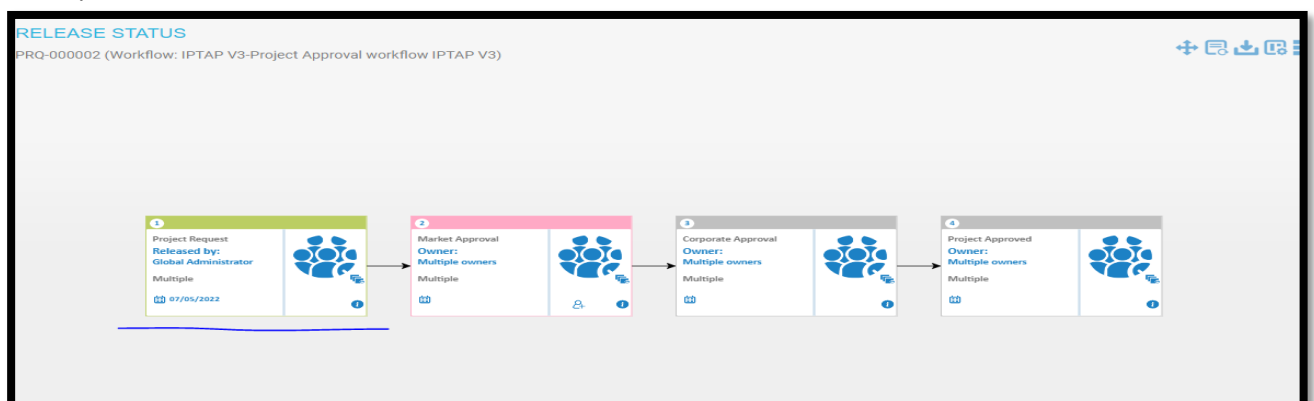 RELEASE STATUS
PRQ-000002 (Workflow: IPTAP V3-Project Approval workflow IPTAP V3)
1
Project Request
Released by:
Global Administrator
Multiple
07/05/2022
2
Market Approval
Owner:
Multiple owners
Multiple
3
Corporate Approval
Owner:
Multiple owners
Multiple
4
Project Approved
Owner:
Multiple owners
Multiple